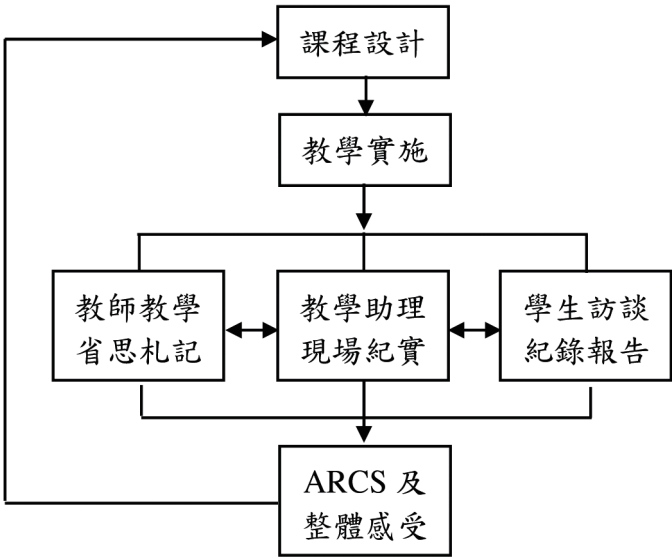 課程設計
教學實施
教師教學
省思札記
教學助理
現場紀實
學生訪談
紀錄報告
ARCS 及
整體感受